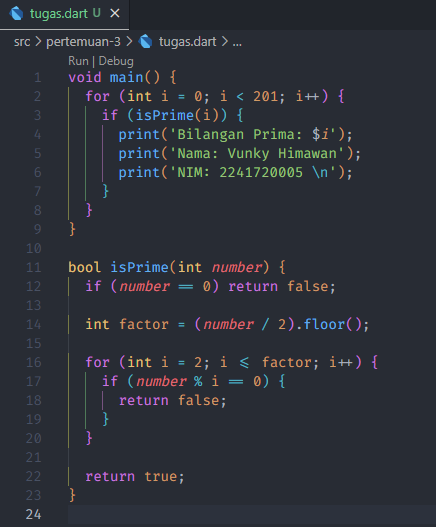 tugas.dart U ×
src > pertemuan-3 > tugas.dart > ...
Run | Debug
1 void main() {
2   for (int i = 0; i < 201; i++) {
3     if (isPrime(i)) {
4       print('Bilangan Prima: $i');
5       print('Nama: Vunky Himawan');
6       print('NIM: 2241720005 \n');
7     }
8   }
9 }
10
11 bool isPrime(int number) {
12   if (number == 0) return false;
13
14   int factor = (number / 2).floor();
15
16   for (int i = 2; i <= factor; i++) {
17     if (number % i == 0) {
18       return false;
19     }
20   }
21
22   return true;
23 }
24